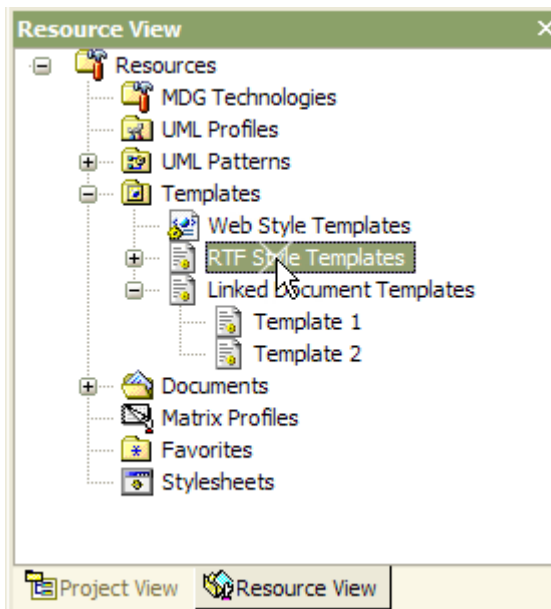 Resource View
Resources
MDG Technologies
UML Profiles
UML Patterns
Templates
Web Style Templates
RTF Style Templates
Linked Document Templates
Template 1
Template 2
Documents
Matrix Profiles
Favorites
Stylesheets
Project View Resource View